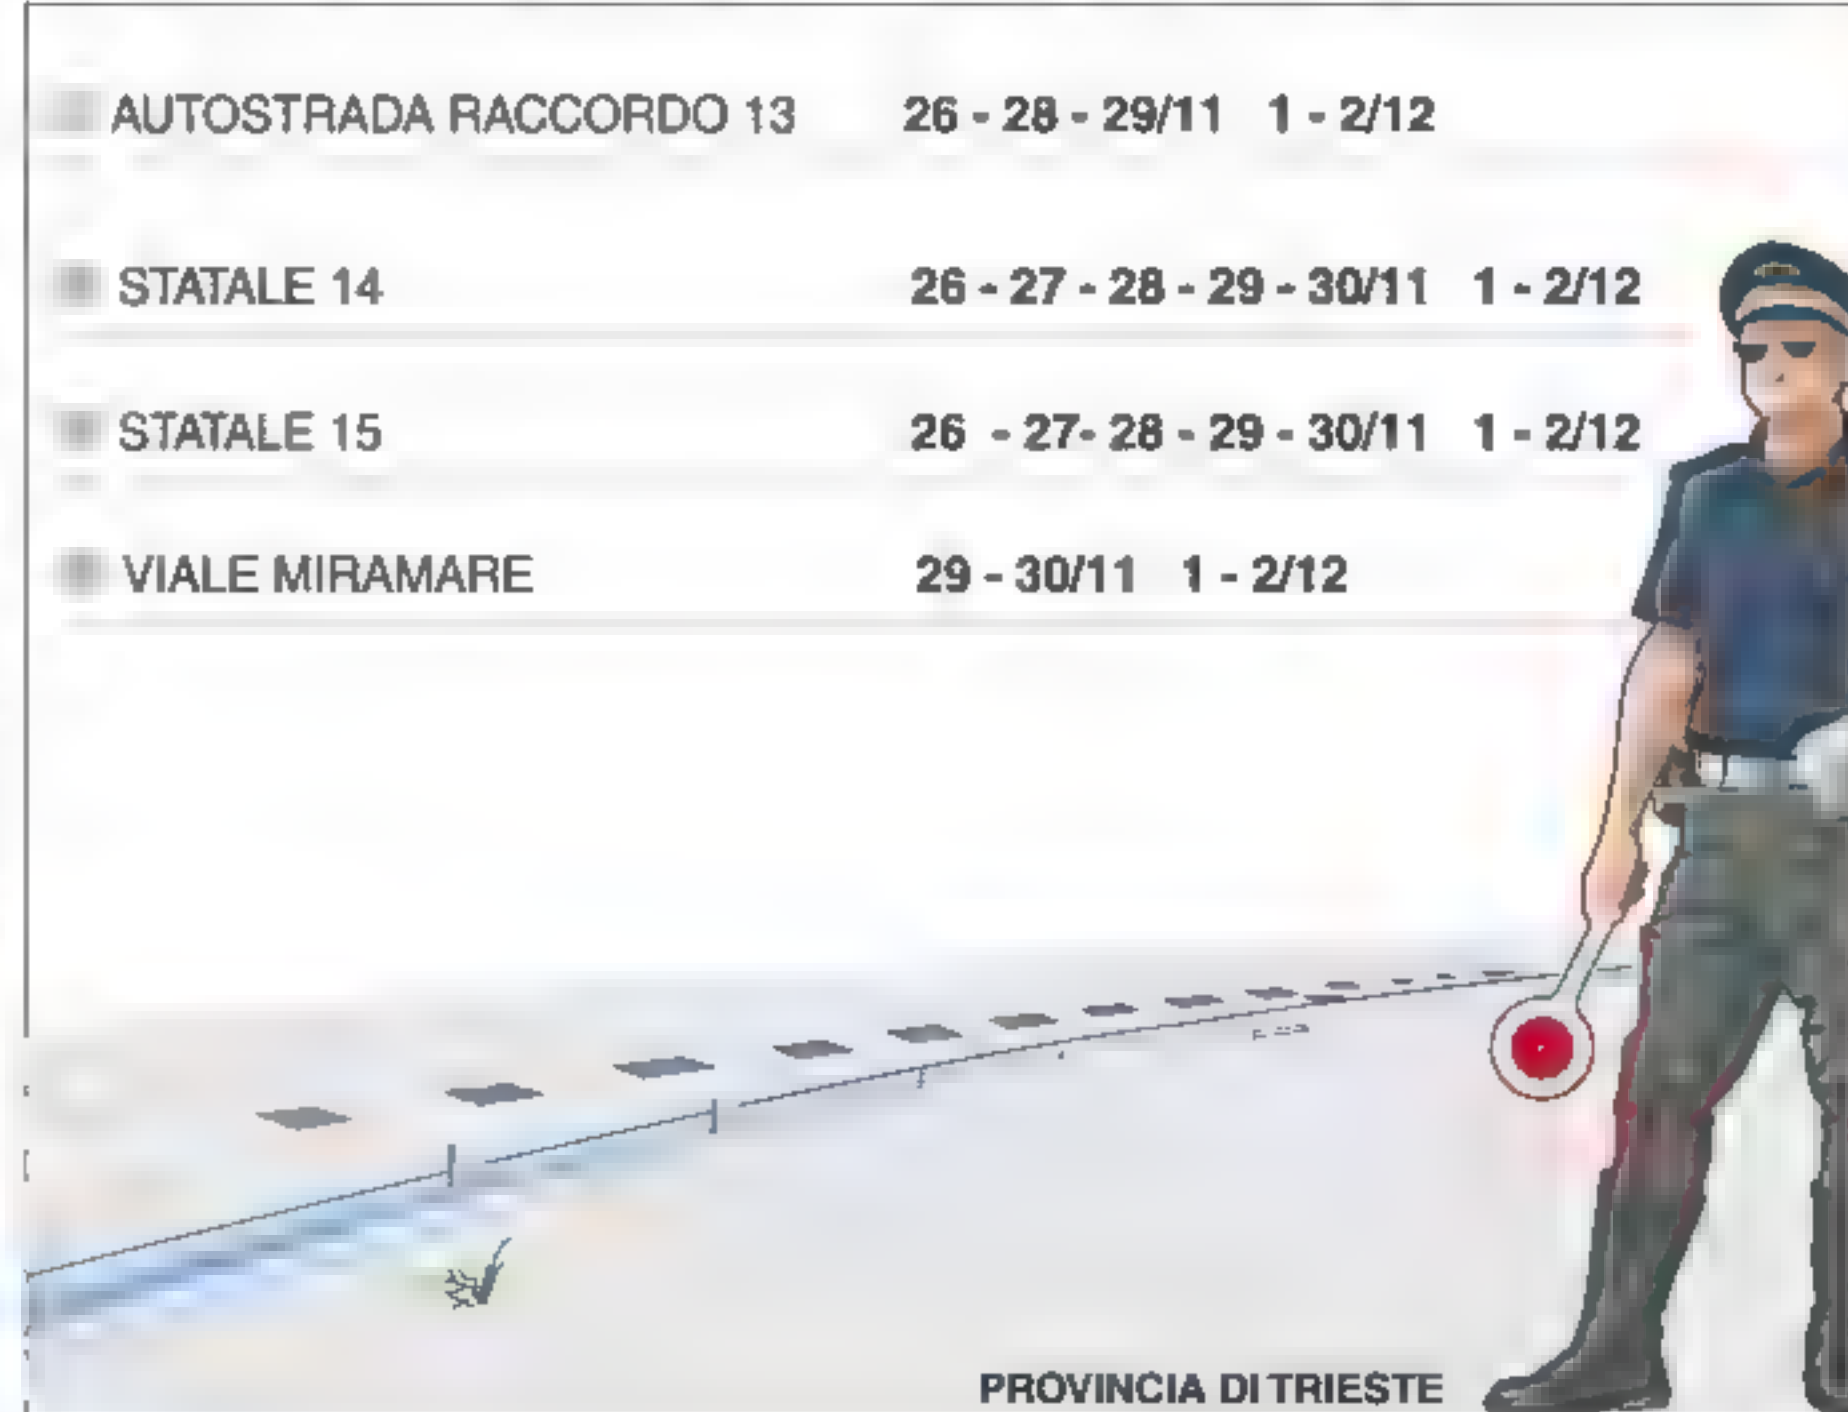 AUTOSTRADA RACCORDO 13 26 - 28 - 29/11 1 - 2/12
STATALE 14 26 - 27 - 28 - 29 - 30/11 1 - 2/12
STATALE 15 26 - 27- 28 - 29 - 30/11 1 - 2/12
VIALE MIRAMARE 29 - 30/11 1 - 2/12
PROVINCIA DI TRIESTE